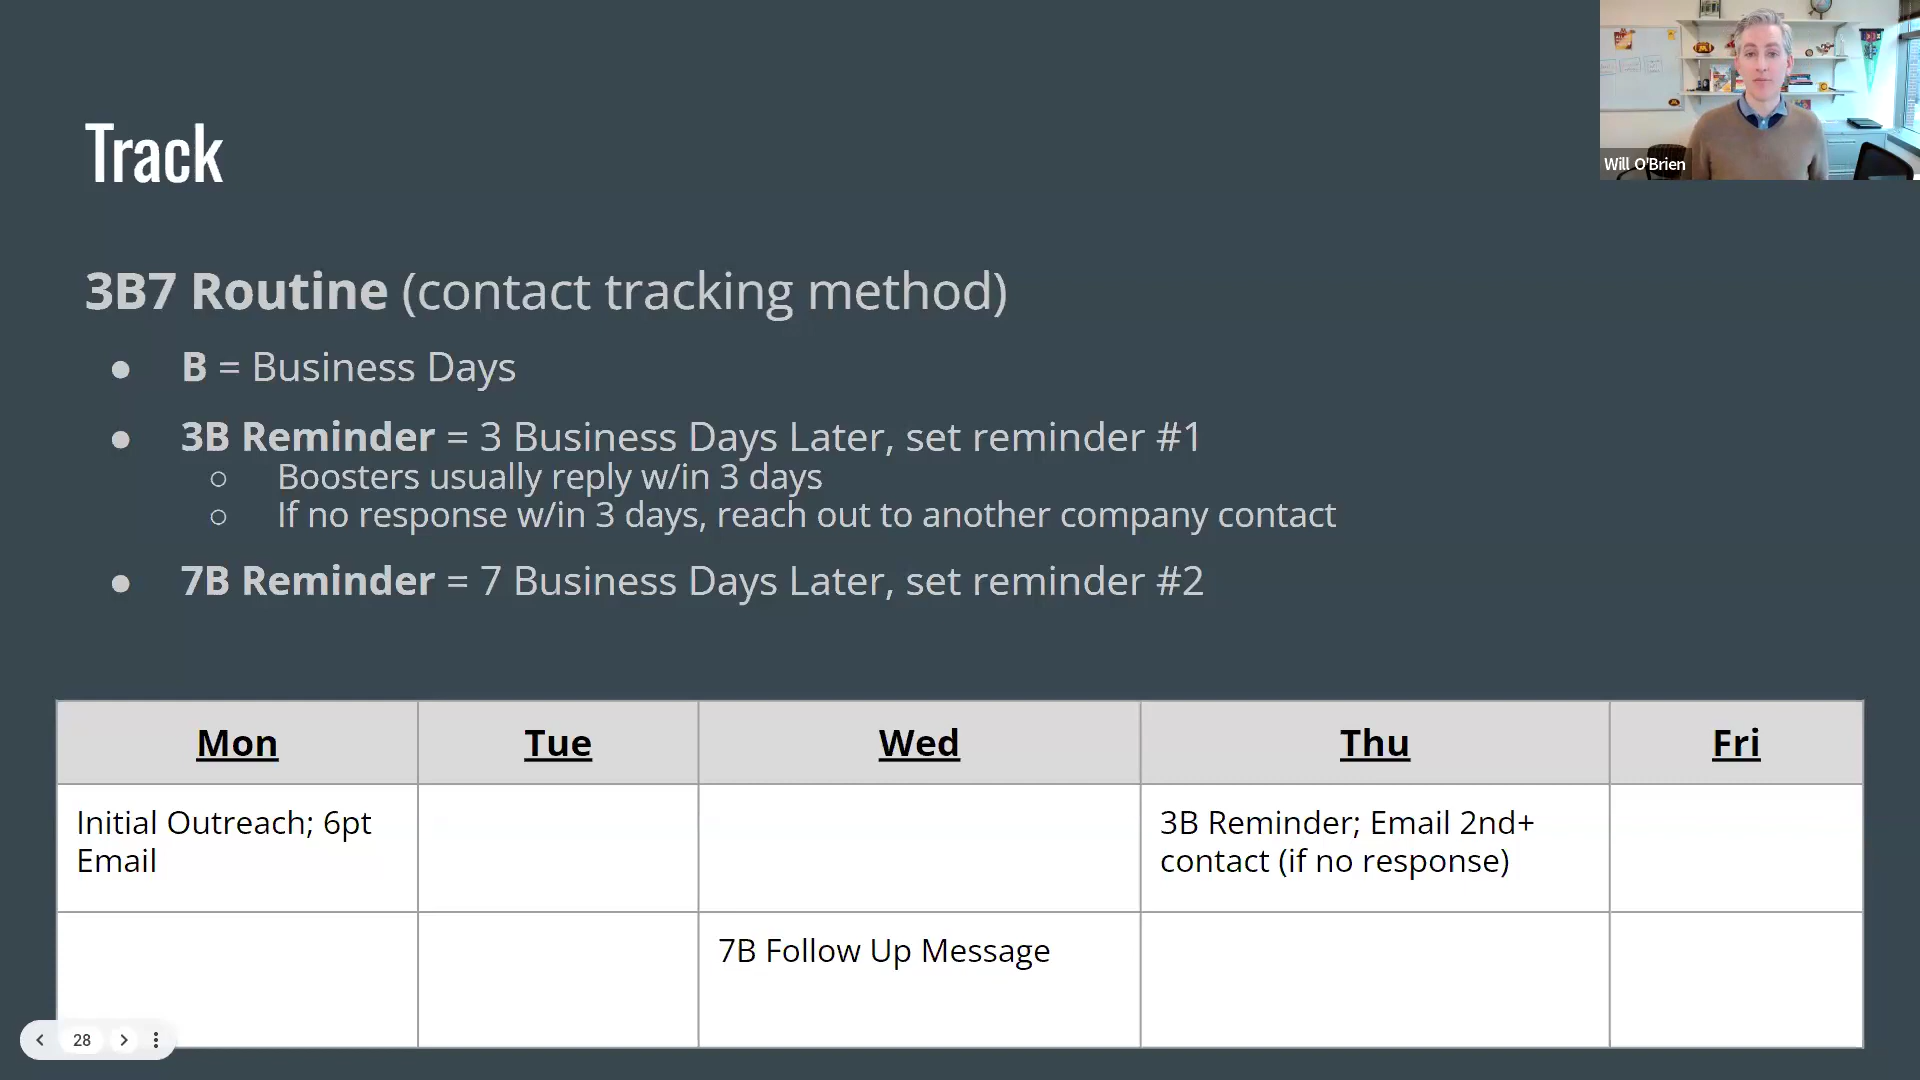 Track
Will O'Brien
3B7 Routine (contact tracking method)
● B = Business Days
● 3B Reminder = 3 Business Days Later, set reminder #1
○ Boosters usually reply w/in 3 days
○ If no response w/in 3 days, reach out to another company contact
● 7B Reminder = 7 Business Days Later, set reminder #2
Mon Tue Wed Thu Fri
Initial Outreach; 6pt
Email
3B Reminder; Email 2nd+
contact (if no response)
7B Follow Up Message
28